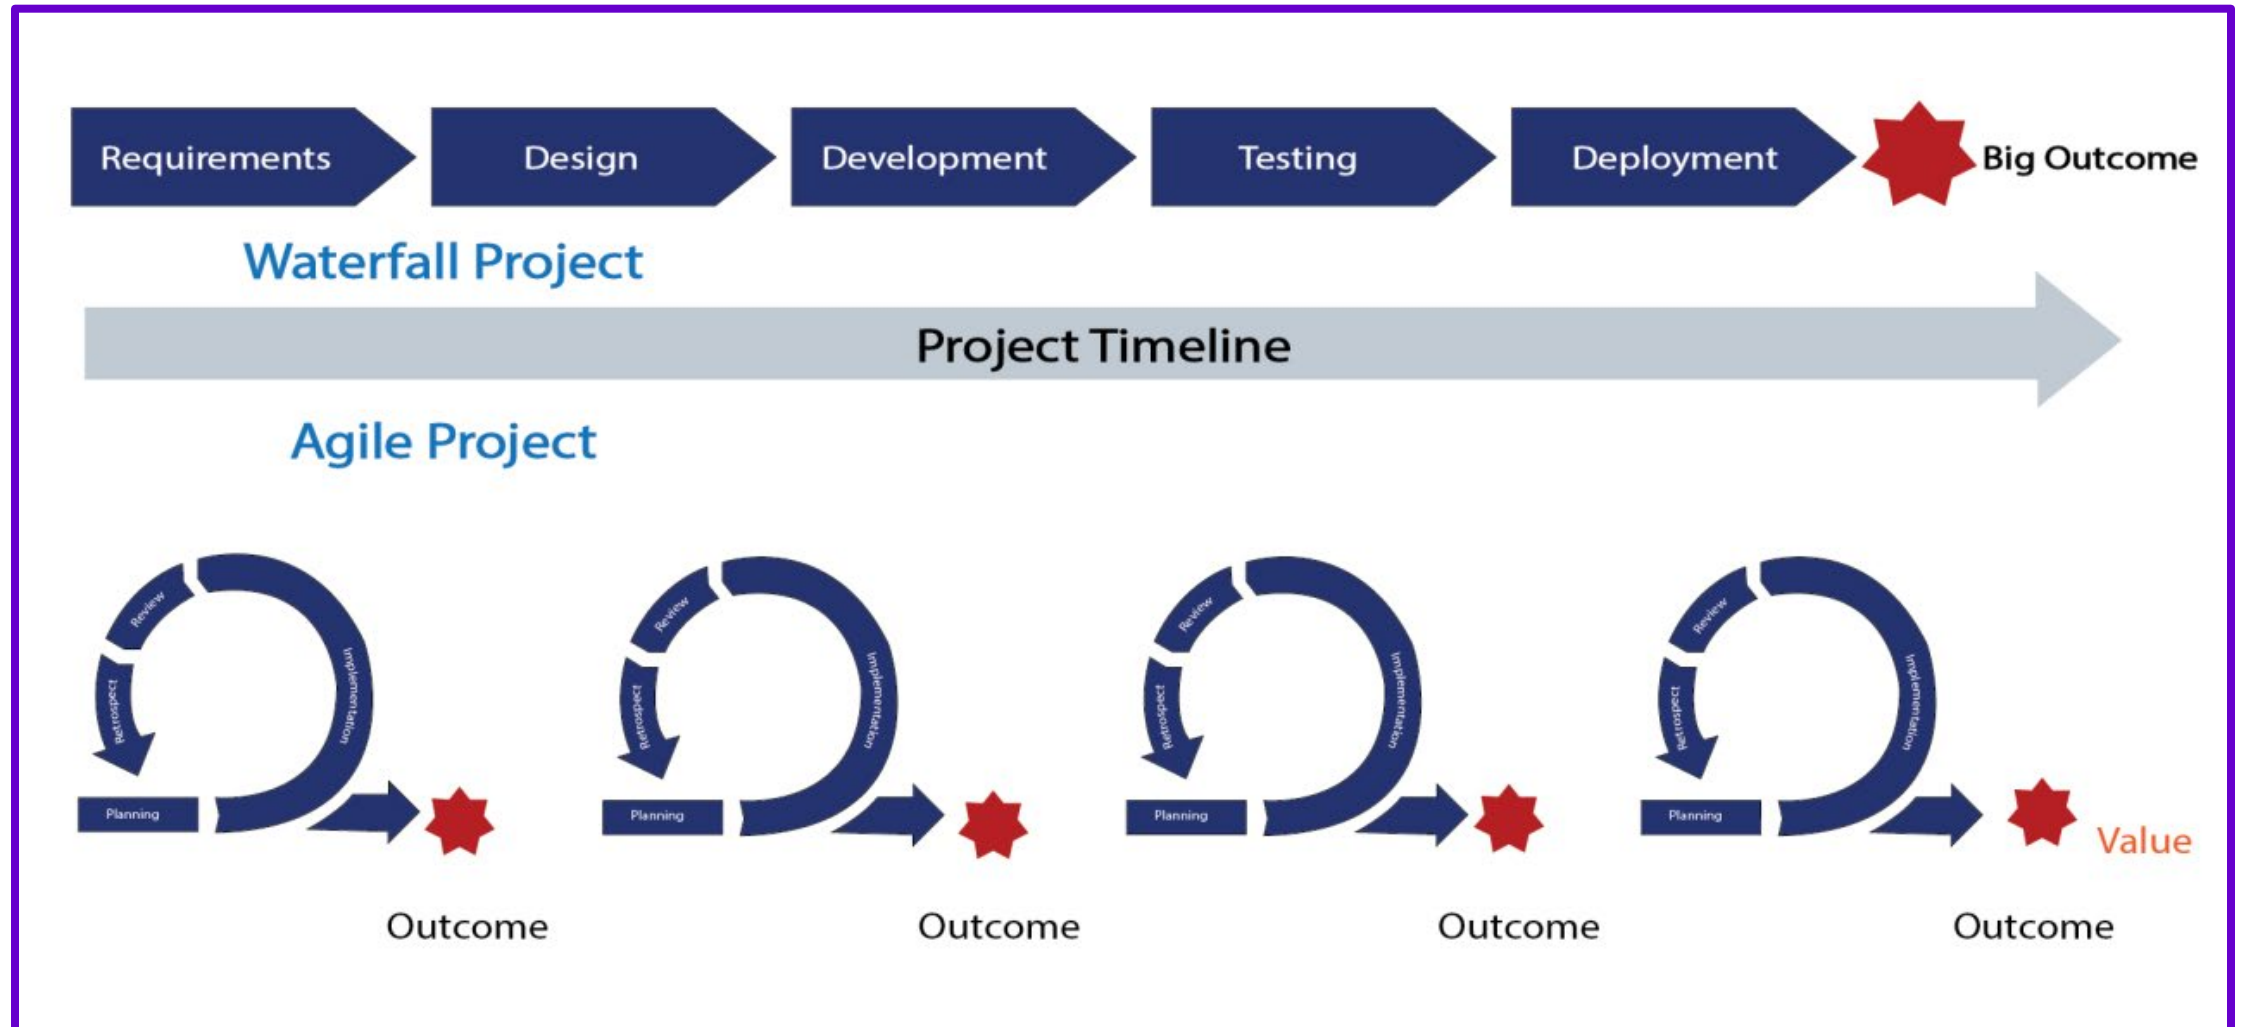 Requirements
Design
Development
Testing
Deployment
Big Outcome
Waterfall Project
Project Timeline
Agile Project
Review
Retrospect
Implementation
Planning
Outcome
Review
Retrospect
Implementation
Planning
Outcome
Review
Retrospect
Implementation
Planning
Outcome
Review
Retrospect
Implementation
Planning
Value
Outcome